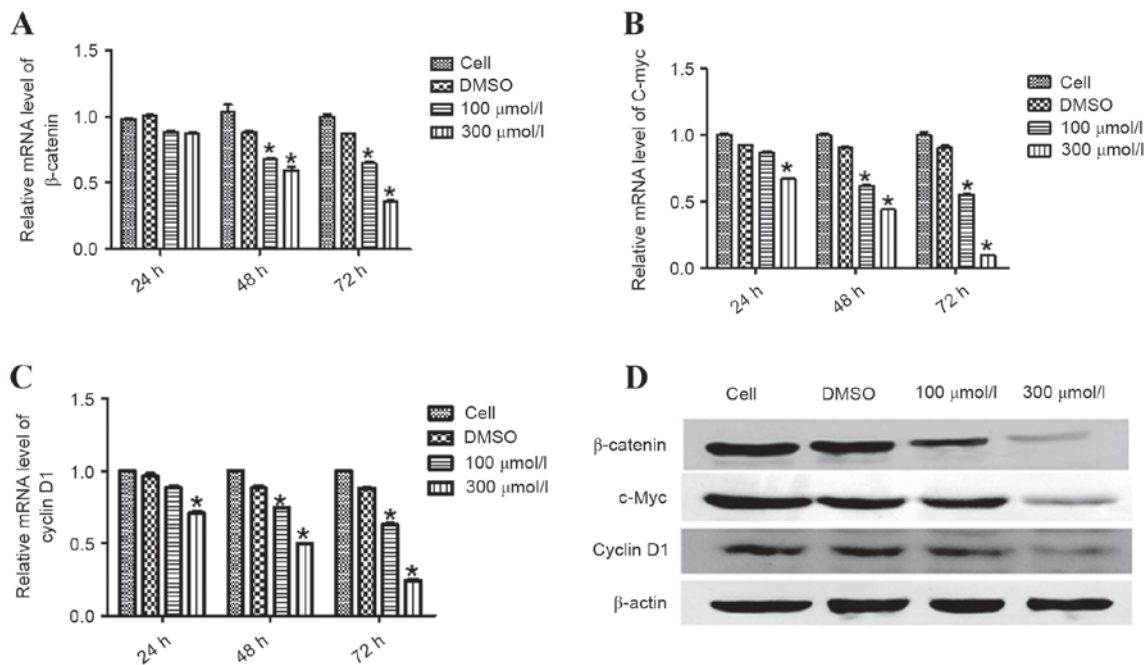 A
Relative mRNA level of
β-catenin
1.5
1.0
0.5
0.0
* * * *
24 h
48 h
72 h
Cell
DMSO
100 μmol/l
300 μmol/l
B
Relative mRNA level of C-myc
1.5
1.0
0.5
0.0
* * * * *
24 h
48 h
72 h
Cell
DMSO
100 μmol/l
300 μmol/l
C
Relative mRNA level of
cyclin D1
1.5
1.0
0.5
0.0
* * * * *
24 h
48 h
72 h
Cell
DMSO
100 μmol/l
300 μmol/l
D
Cell DMSO 100 μmol/l 300 μmol/l
β-catenin
c-Myc
Cyclin D1
β-actin